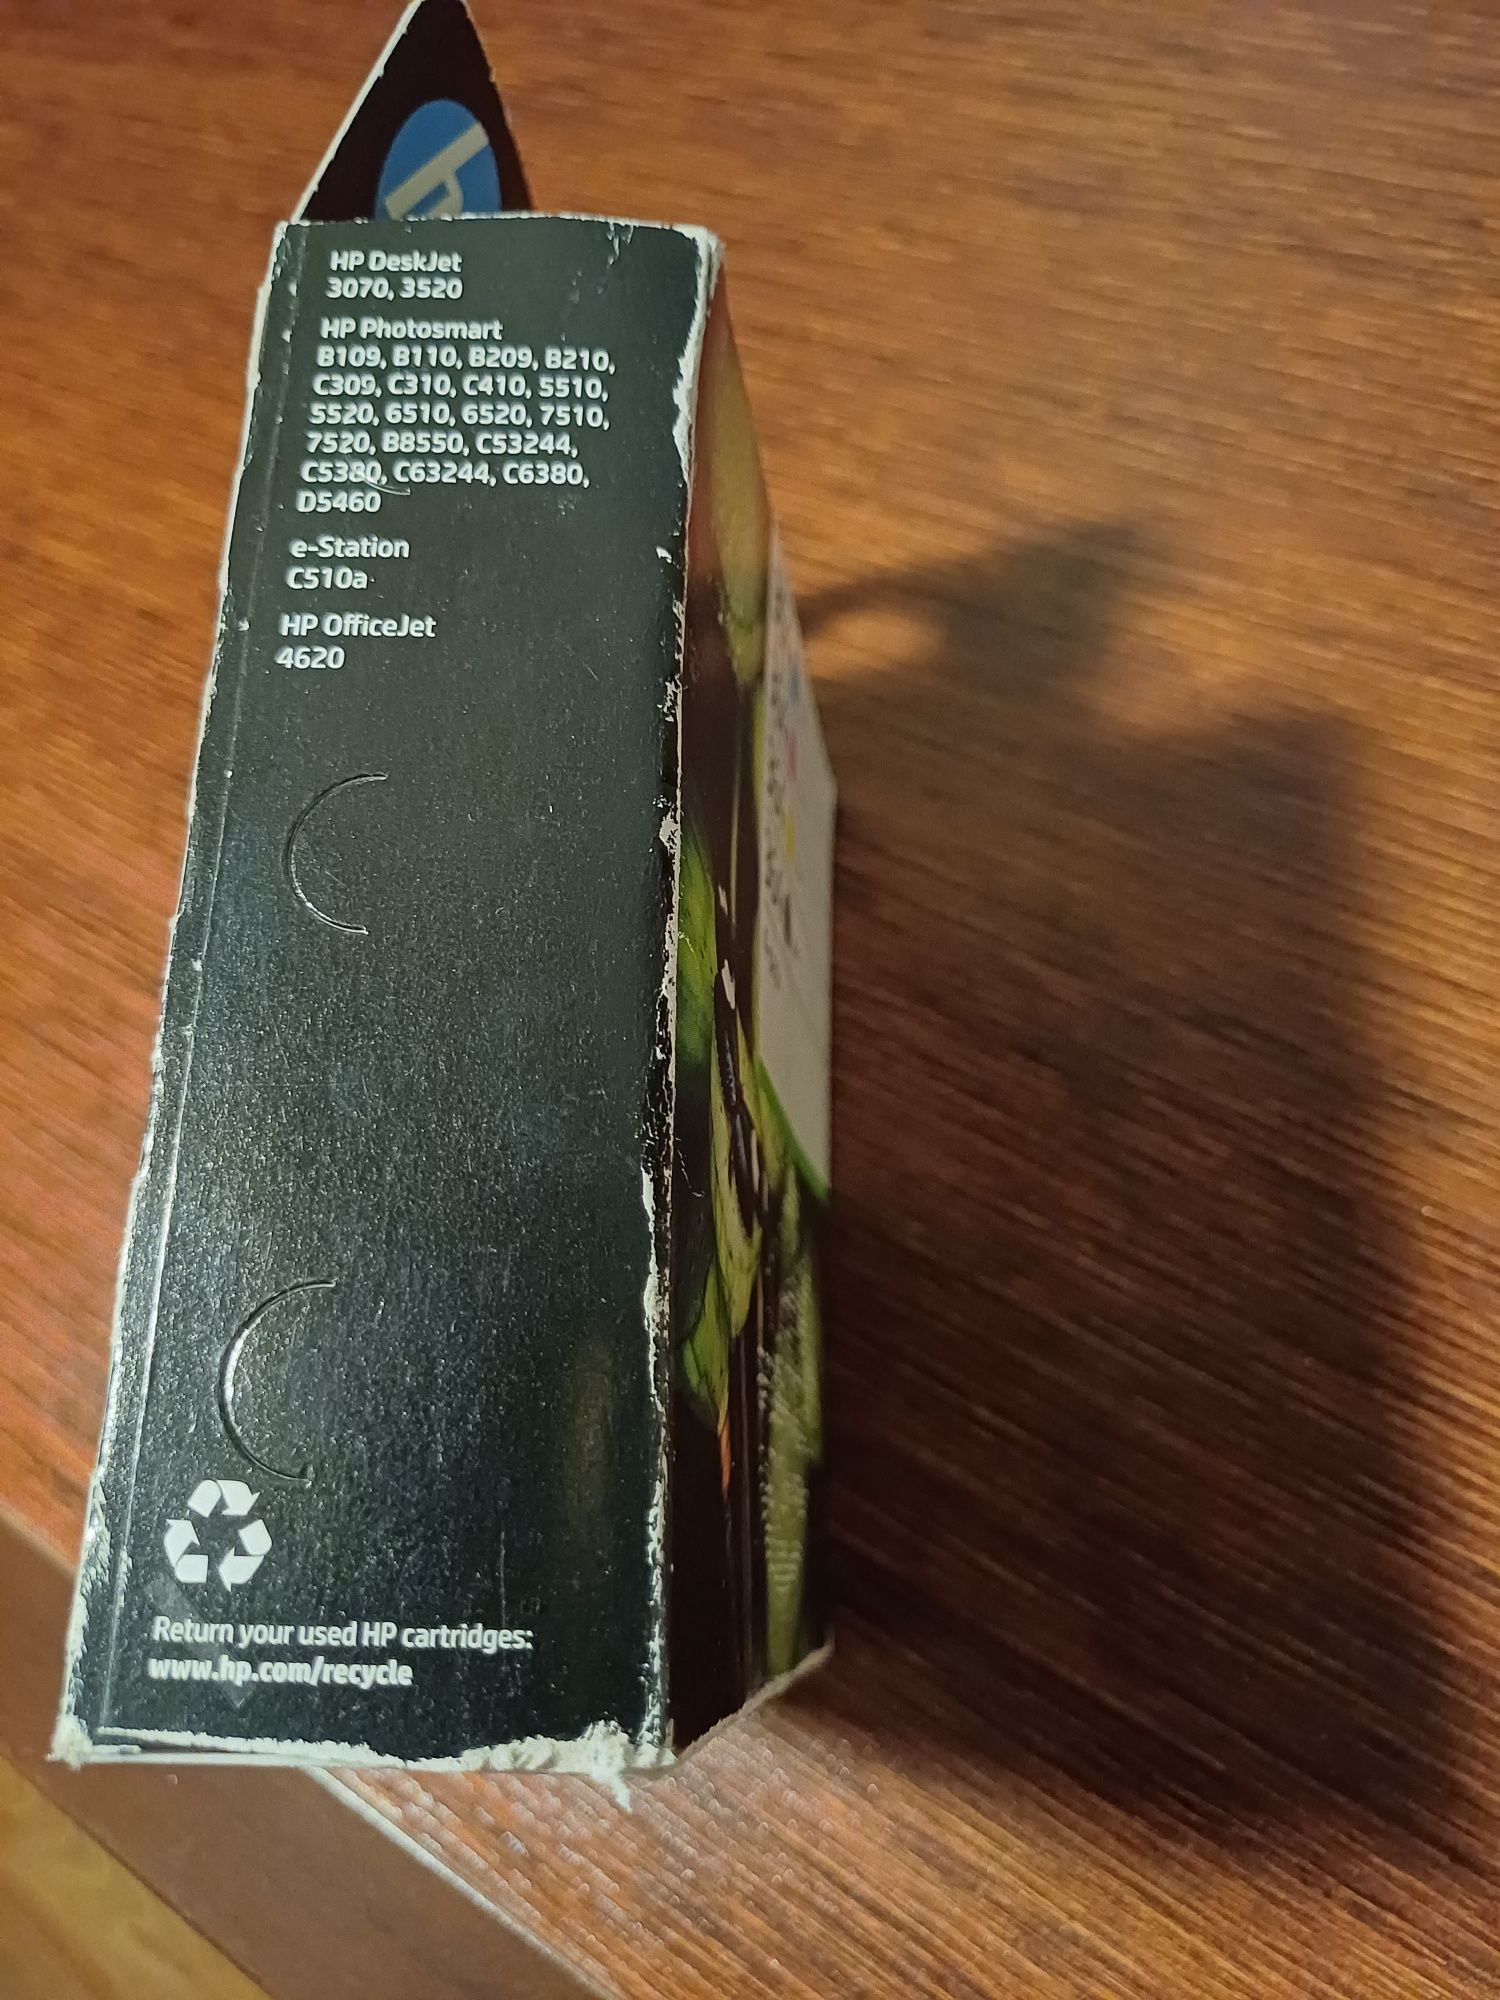 HP DeskJet
3070, 3520
HP Photosmart
B109, B110, B209, B210,
C309, C310, C410, 5510,
5520, 6510, 6520, 7510,
7520, B8550, C53244,
C5380, C63244, C6380,
D5460
e-Station
C510a
HP OfficeJet
4620
Return your used HP cartridges:
www.hp.com/recycle